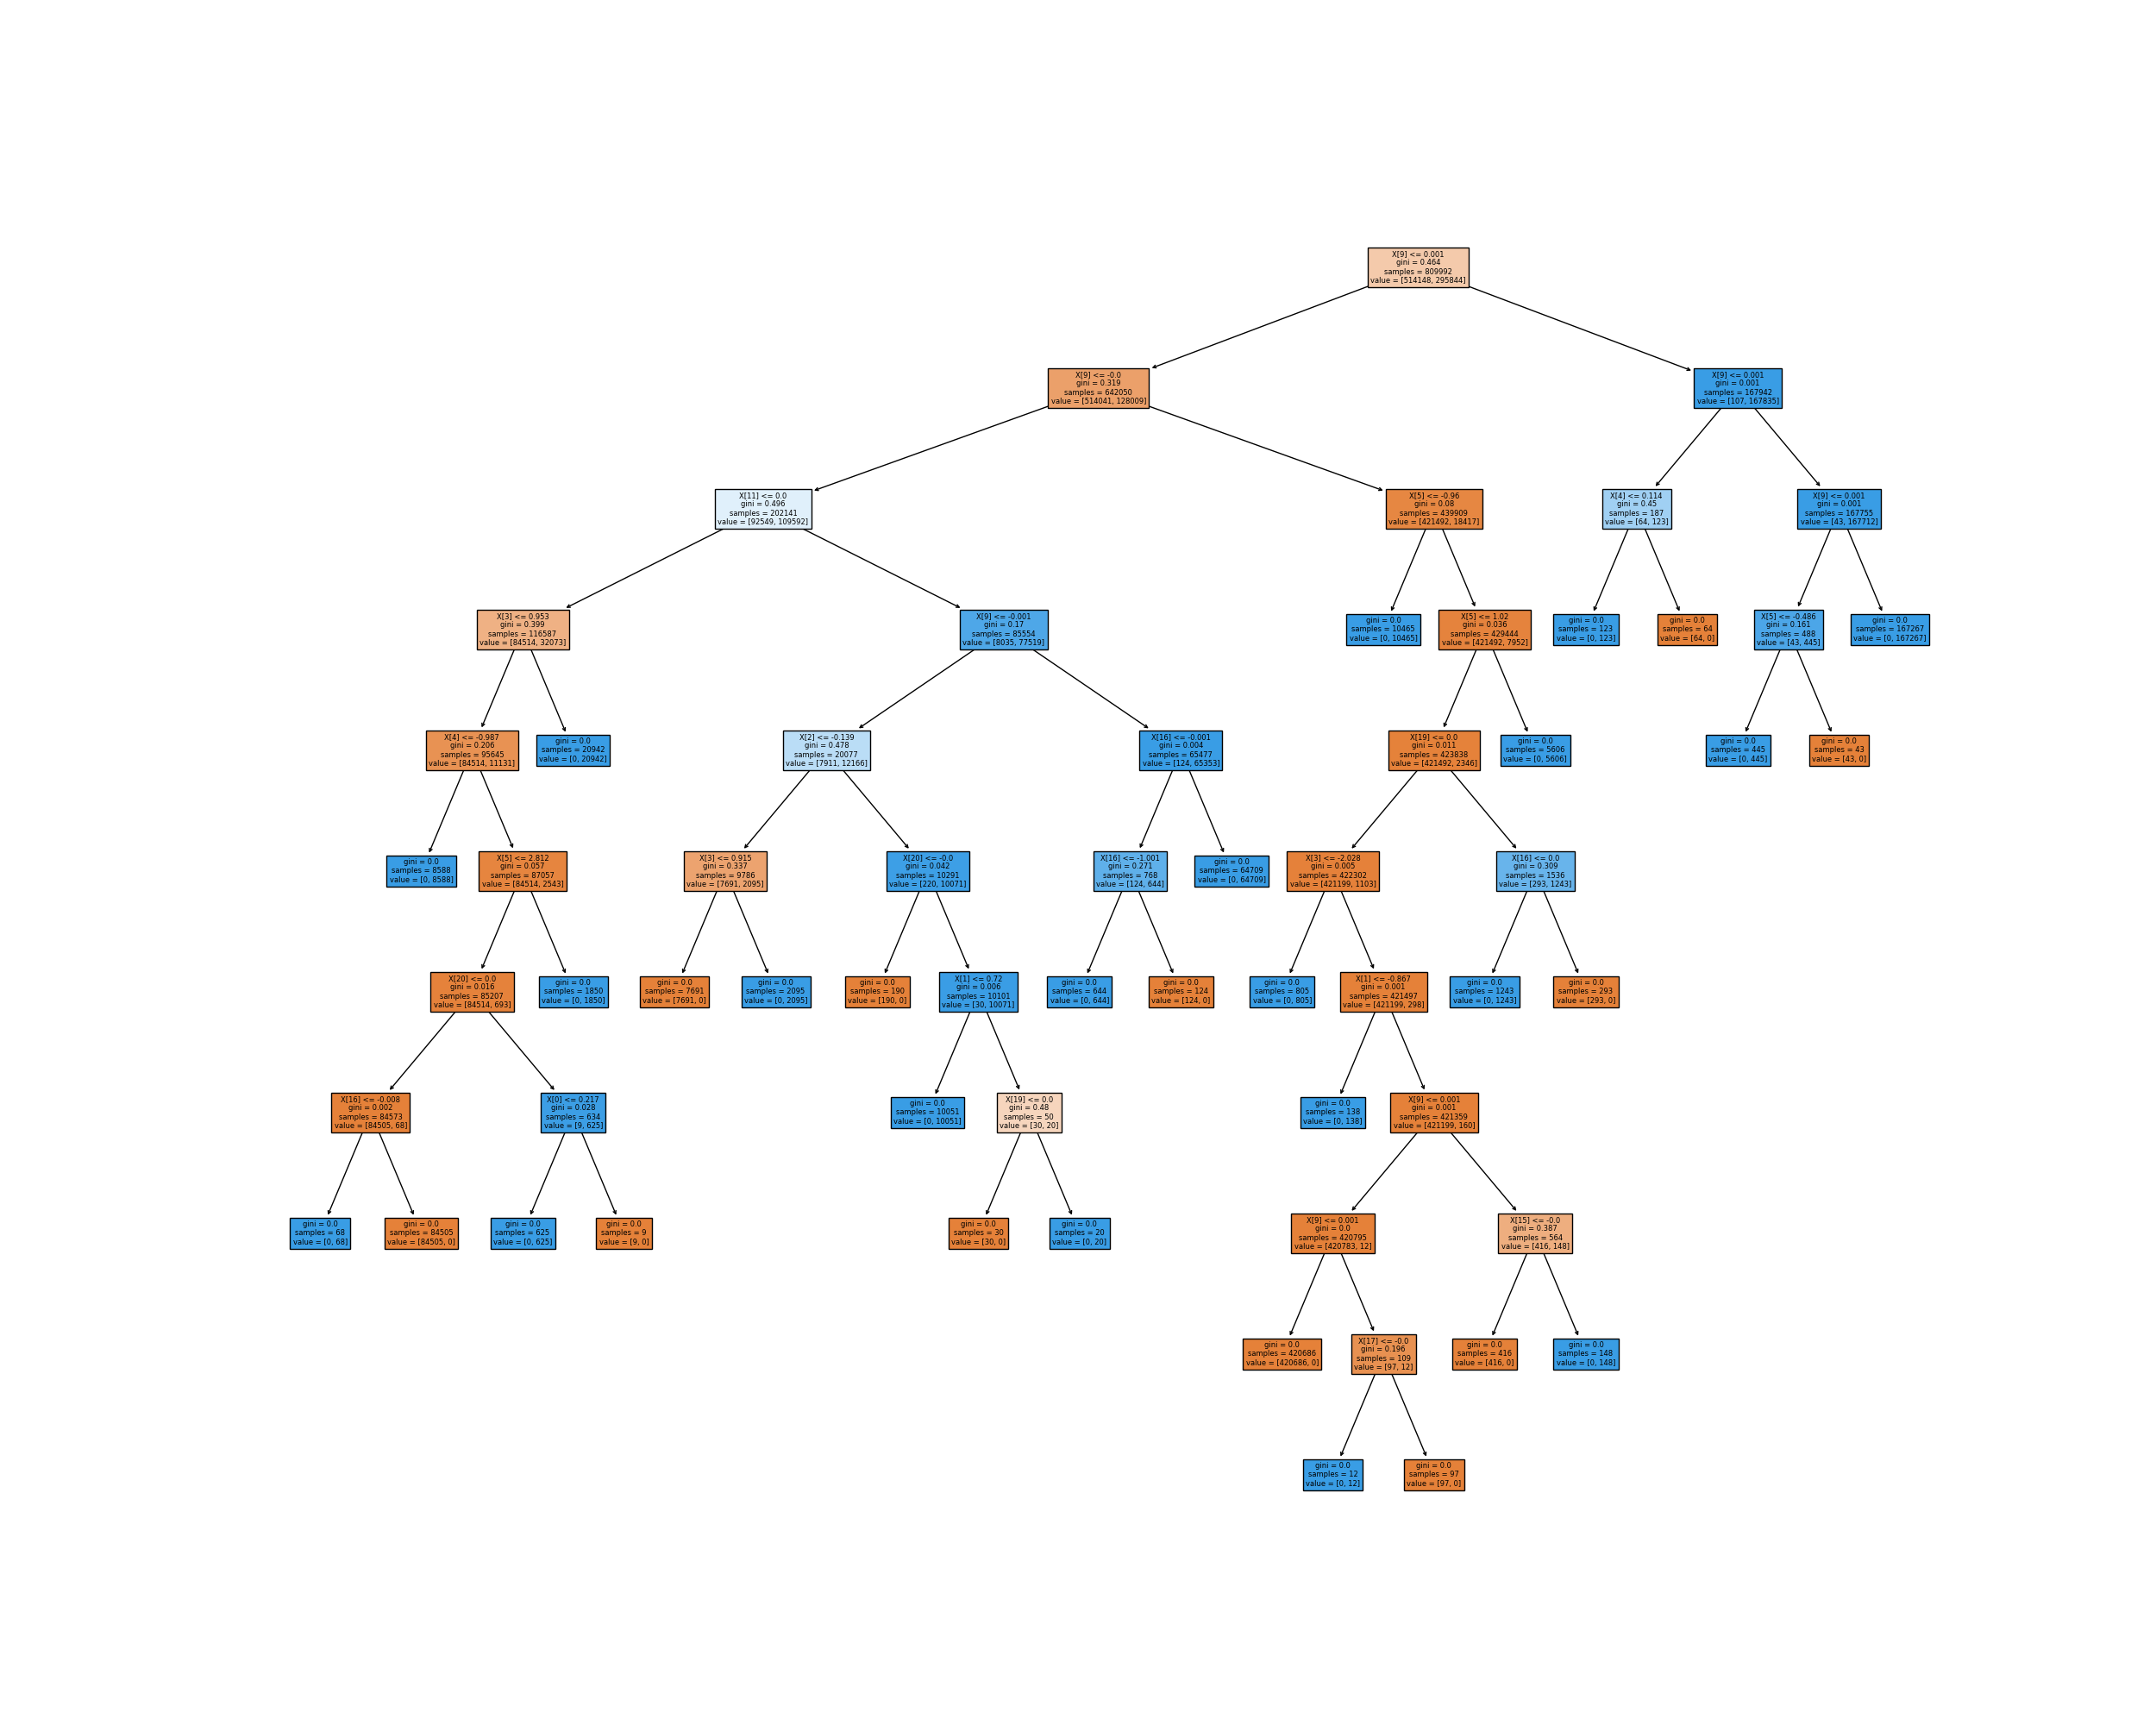 X[9] <= 0.001
gini = 0.464
samples = 809992
value = [514148, 295844]
X[9] <= -0.0
gini = 0.319
samples = 642050
value = [514041, 128009]
X[9] <= 0.001
gini = 0.001
samples = 167942
value = [107, 167835]
X[11] <= 0.0
gini = 0.496
samples = 202141
value = [92549, 109592]
X[5] <= -0.96
gini = 0.08
samples = 439909
value = [421492, 18417]
X[4] <= 0.114
gini = 0.45
samples = 187
value = [64, 123]
X[9] <= 0.001
gini = 0.001
samples = 167755
value = [43, 167712]
X[3] <= 0.953
gini = 0.399
samples = 116587
value = [84514, 32073]
X[9] <= -0.001
gini = 0.17
samples = 85554
value = [8035, 77519]
gini = 0.0
samples = 10465
value = [0, 10465]
X[5] <= 1.02
gini = 0.036
samples = 429444
value = [421492, 7952]
gini = 0.0
samples = 123
value = [0, 123]
gini = 0.0
samples = 64
value = [64, 0]
X[5] <= -0.486
gini = 0.161
samples = 488
value = [43, 445]
gini = 0.0
samples = 167267
value = [0, 167267]
X[4] <= -0.987
gini = 0.206
samples = 95645
value = [84514, 11131]
gini = 0.0
samples = 20942
value = [0, 20942]
X[2] <= -0.139
gini = 0.478
samples = 20077
value = [7911, 12166]
X[16] <= -0.001
gini = 0.004
samples = 65477
value = [124, 65353]
X[19] <= 0.0
gini = 0.011
samples = 423838
value = [421492, 2346]
gini = 0.0
samples = 5606
value = [0, 5606]
gini = 0.0
samples = 445
value = [0, 445]
gini = 0.0
samples = 43
value = [43, 0]
gini = 0.0
samples = 8588
value = [0, 8588]
X[5] <= 2.812
gini = 0.057
samples = 87057
value = [84514, 2543]
X[3] <= 0.915
gini = 0.337
samples = 9786
value = [7691, 2095]
X[20] <= -0.0
gini = 0.042
samples = 10291
value = [220, 10071]
X[16] <= -1.001
gini = 0.271
samples = 768
value = [124, 644]
gini = 0.0
samples = 64709
value = [0, 64709]
X[3] <= -2.028
gini = 0.005
samples = 422302
value = [421199, 1103]
X[16] <= 0.0
gini = 0.309
samples = 1536
value = [293, 1243]
X[20] <= 0.0
gini = 0.016
samples = 85207
value = [84514, 693]
gini = 0.0
samples = 1850
value = [0, 1850]
gini = 0.0
samples = 7691
value = [7691, 0]
gini = 0.0
samples = 2095
value = [0, 2095]
gini = 0.0
samples = 190
value = [190, 0]
X[1] <= 0.72
gini = 0.006
samples = 10101
value = [30, 10071]
gini = 0.0
samples = 644
value = [0, 644]
gini = 0.0
samples = 124
value = [124, 0]
gini = 0.0
samples = 805
value = [0, 805]
X[1] <= -0.867
gini = 0.001
samples = 421497
value = [421199, 298]
gini = 0.0
samples = 1243
value = [0, 1243]
gini = 0.0
samples = 293
value = [293, 0]
X[16] <= -0.008
gini = 0.002
samples = 84573
value = [84505, 68]
X[0] <= 0.217
gini = 0.028
samples = 634
value = [9, 625]
gini = 0.0
samples = 10051
value = [0, 10051]
X[19] <= 0.0
gini = 0.48
samples = 50
value = [30, 20]
gini = 0.0
samples = 138
value = [0, 138]
X[9] <= 0.001
gini = 0.001
samples = 421359
value = [421199, 160]
gini = 0.0
samples = 68
value = [0, 68]
gini = 0.0
samples = 84505
value = [84505, 0]
gini = 0.0
samples = 625
value = [0, 625]
gini = 0.0
samples = 9
value = [9, 0]
gini = 0.0
samples = 30
value = [30, 0]
gini = 0.0
samples = 20
value = [0, 20]
X[9] <= 0.001
gini = 0.0
samples = 420795
value = [420783, 12]
X[15] <= -0.0
gini = 0.387
samples = 564
value = [416, 148]
gini = 0.0
samples = 420686
value = [420686, 0]
X[17] <= -0.0
gini = 0.196
samples = 109
value = [97, 12]
gini = 0.0
samples = 416
value = [416, 0]
gini = 0.0
samples = 148
value = [0, 148]
gini = 0.0
samples = 12
value = [0, 12]
gini = 0.0
samples = 97
value = [97, 0]